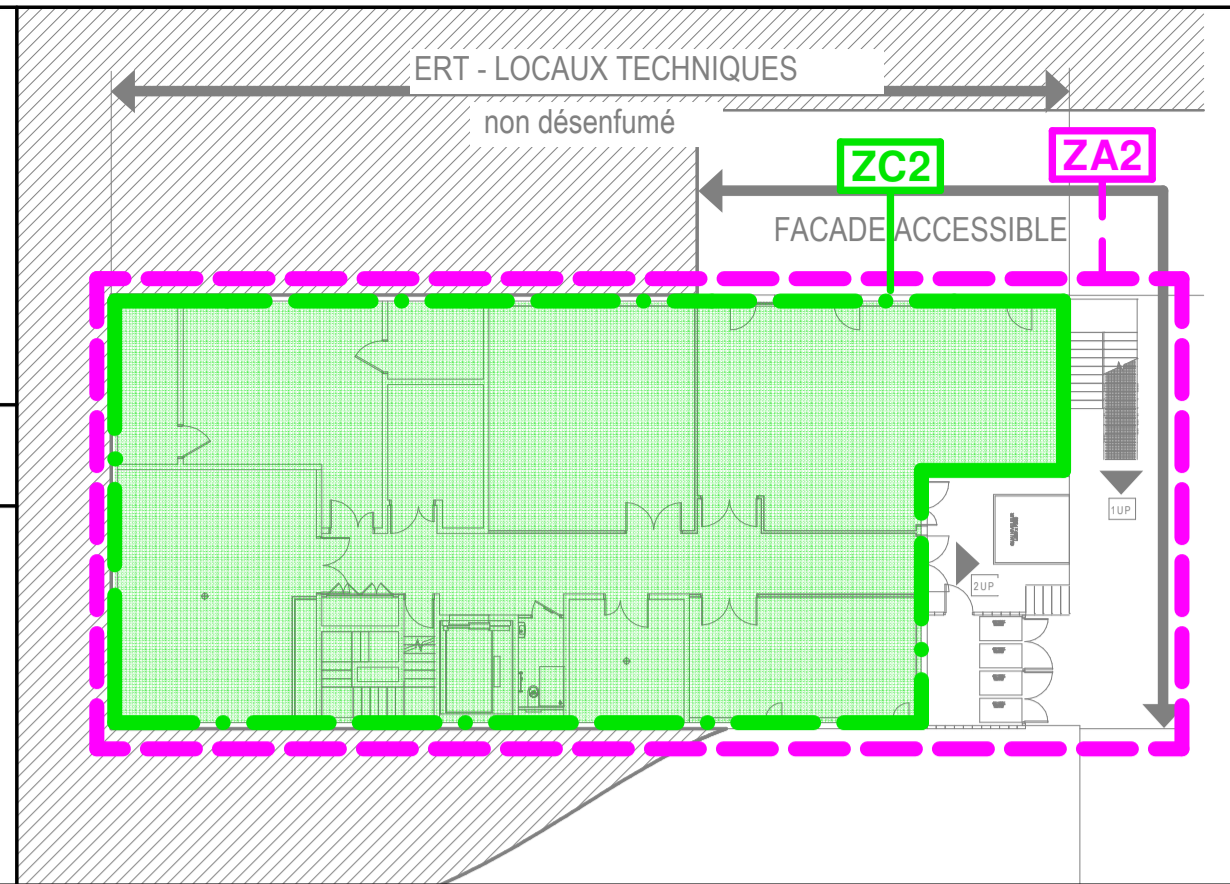 ERT - LOCAUX TECHNIQUES
non désenfumé
ZC2
ZA2
FACADE ACCESSIBLE
1UP
2UP